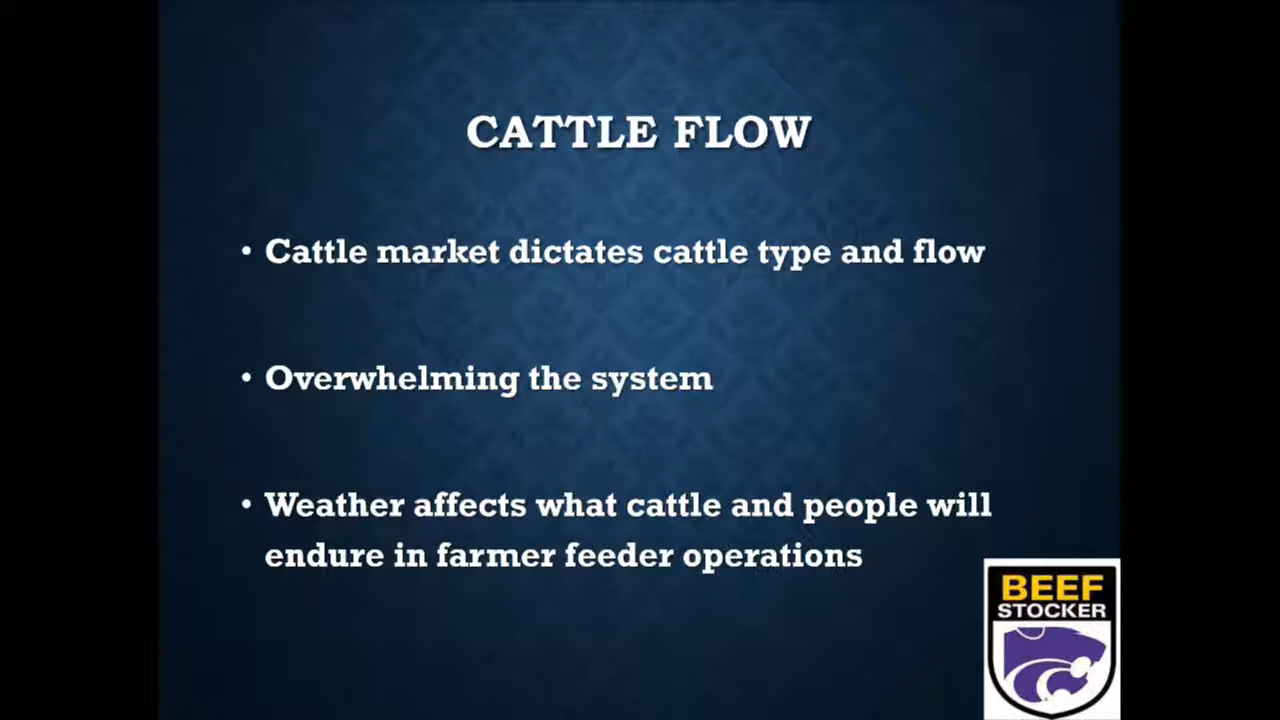 CATTLE FLOW
• Cattle market dictates cattle type and flow
• Overwhelming the system
• Weather affects what cattle and people will
endure in farmer feeder operations
BEEF
STOCKER